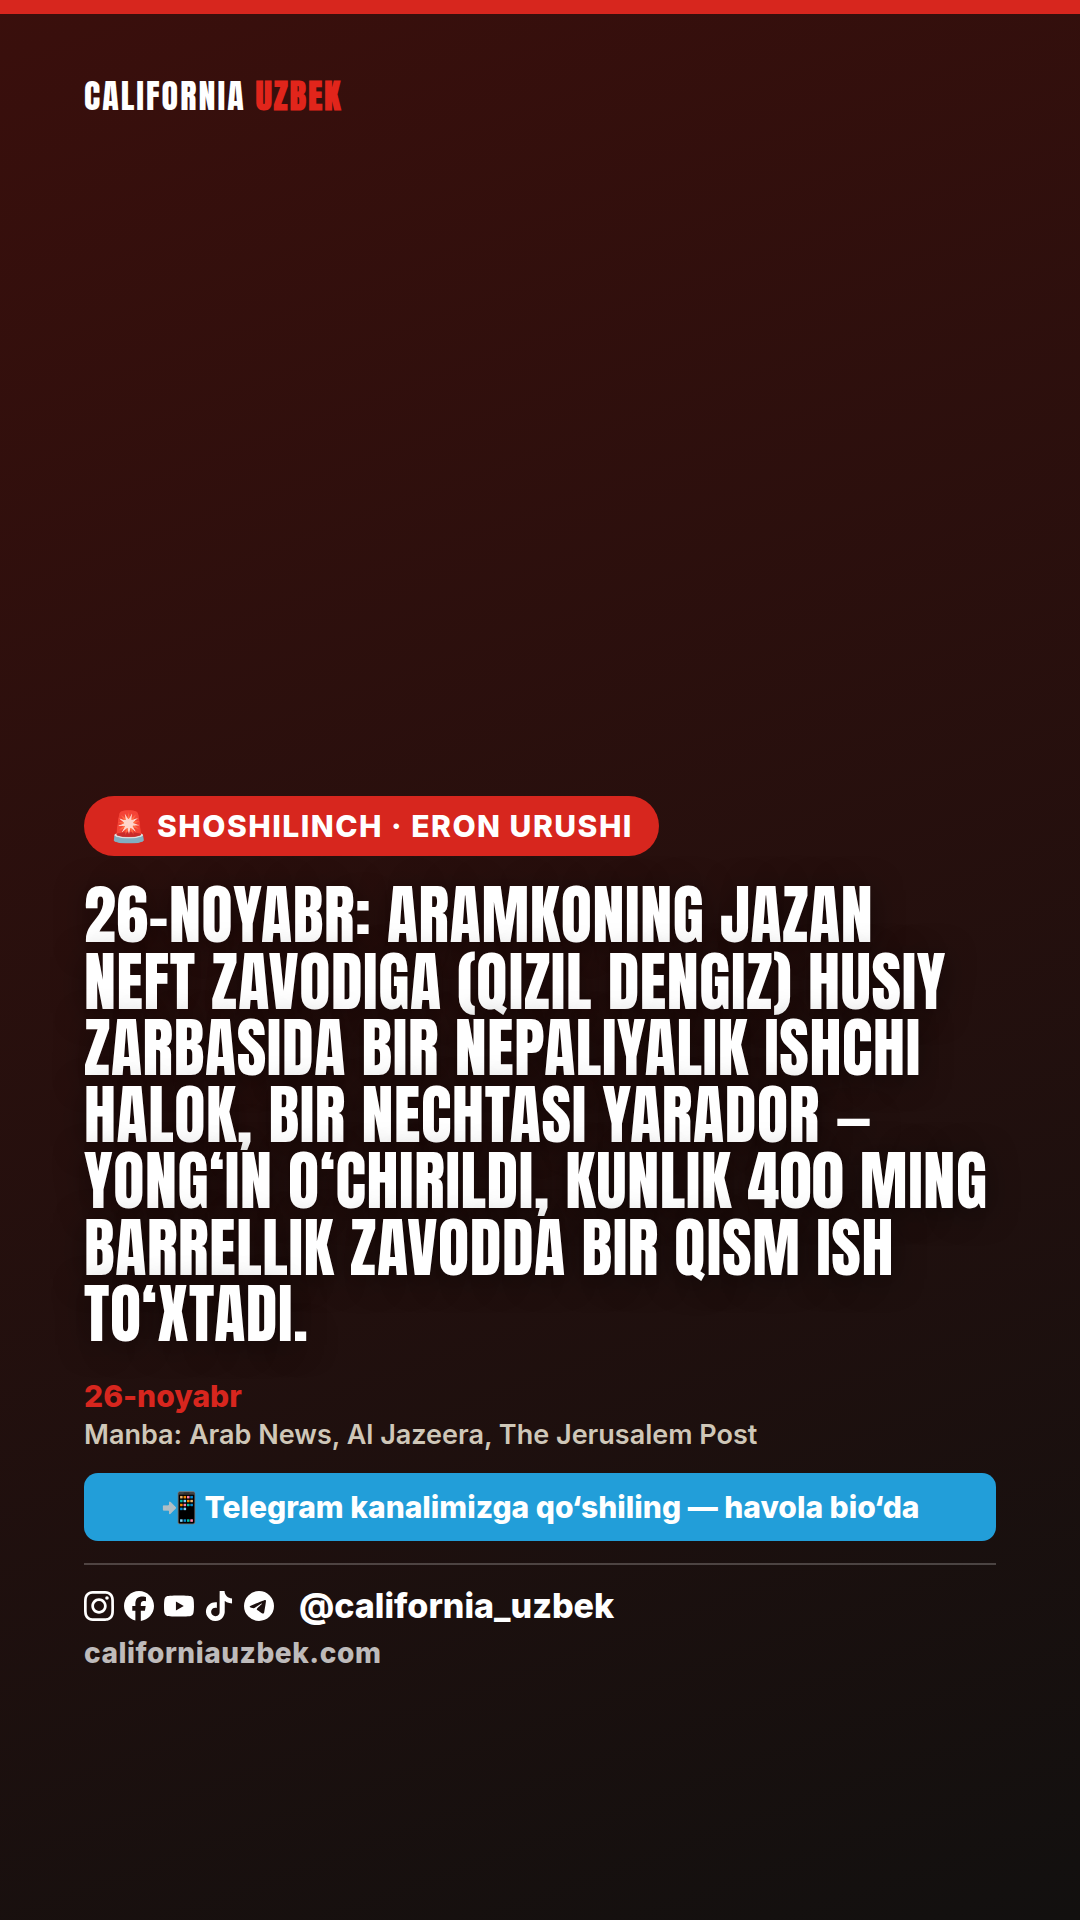 CALIFORNIA UZBEK
🚨 SHOSHILINCH · ERON URUSHI
26-NOYABR: ARAMKONING JAZAN
NEFT ZAVODIGA (QIZIL DENGIZ) HUSIY
ZARBASIDA BIR NEPALIYALIK ISHCHI
HALOK, BIR NECHTASI YARADOR —
YONG‘IN O‘CHIRILDI, KUNLIK 400 MING
BARRELLIK ZAVODDA BIR QISM ISH
TO‘XTADI.
26-noyabr
Manba: Arab News, Al Jazeera, The Jerusalem Post
📲 Telegram kanalimizga qo‘shiling — havola bio‘da
@california_uzbek
californiauzbek.com